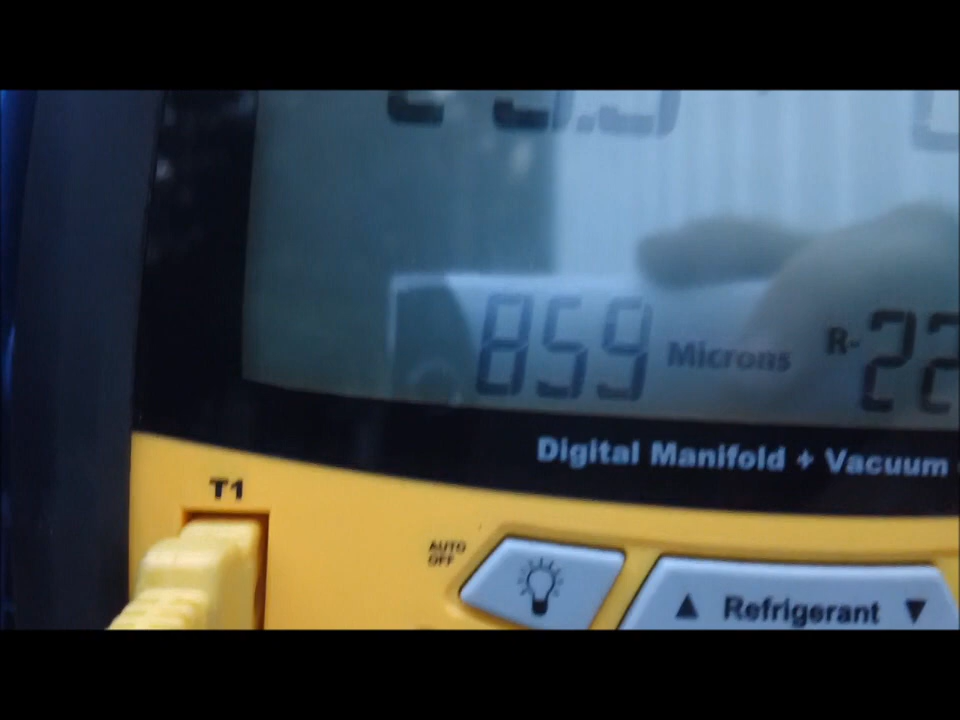 859 Microns R-22
Digital Manifold + Vacuum
T1
AUTO
OFF
▲ Refrigerant ▼